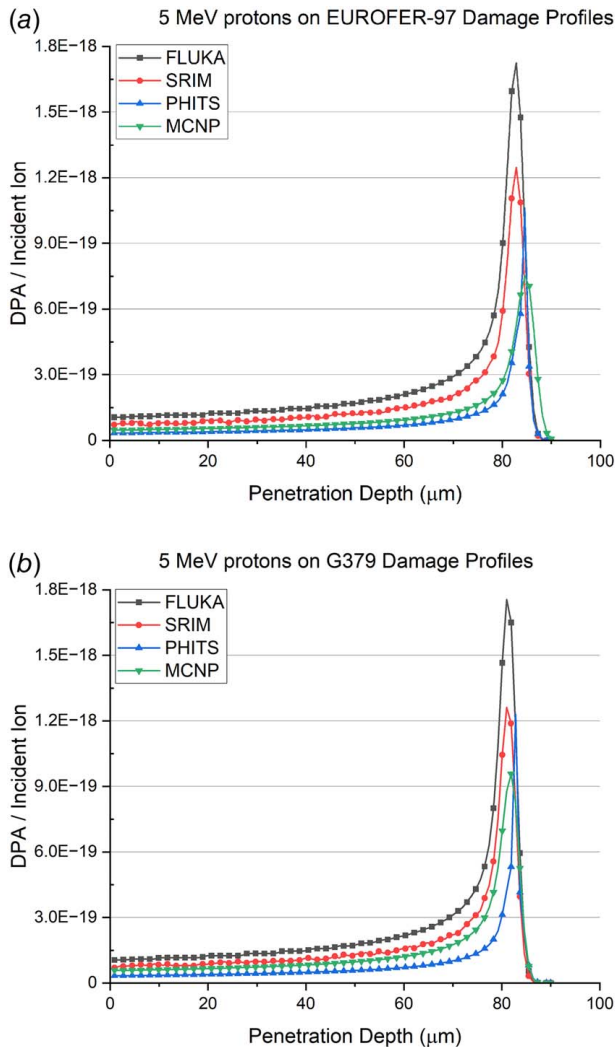 (a) 5 MeV protons on EUROFER-97 Damage Profiles
1.8E−18
1.5E−18
1.2E−18
9.0E−19
6.0E−19
3.0E−19
0
DPA / Incident Ion
FLUKA
SRIM
PHITS
MCNP
0 20 40 60 80 100
Penetration Depth (μm)
(b) 5 MeV protons on G379 Damage Profiles
1.8E−18
1.5E−18
1.2E−18
9.0E−19
6.0E−19
3.0E−19
0
DPA / Incident Ion
FLUKA
SRIM
PHITS
MCNP
0 20 40 60 80 100
Penetration Depth (μm)